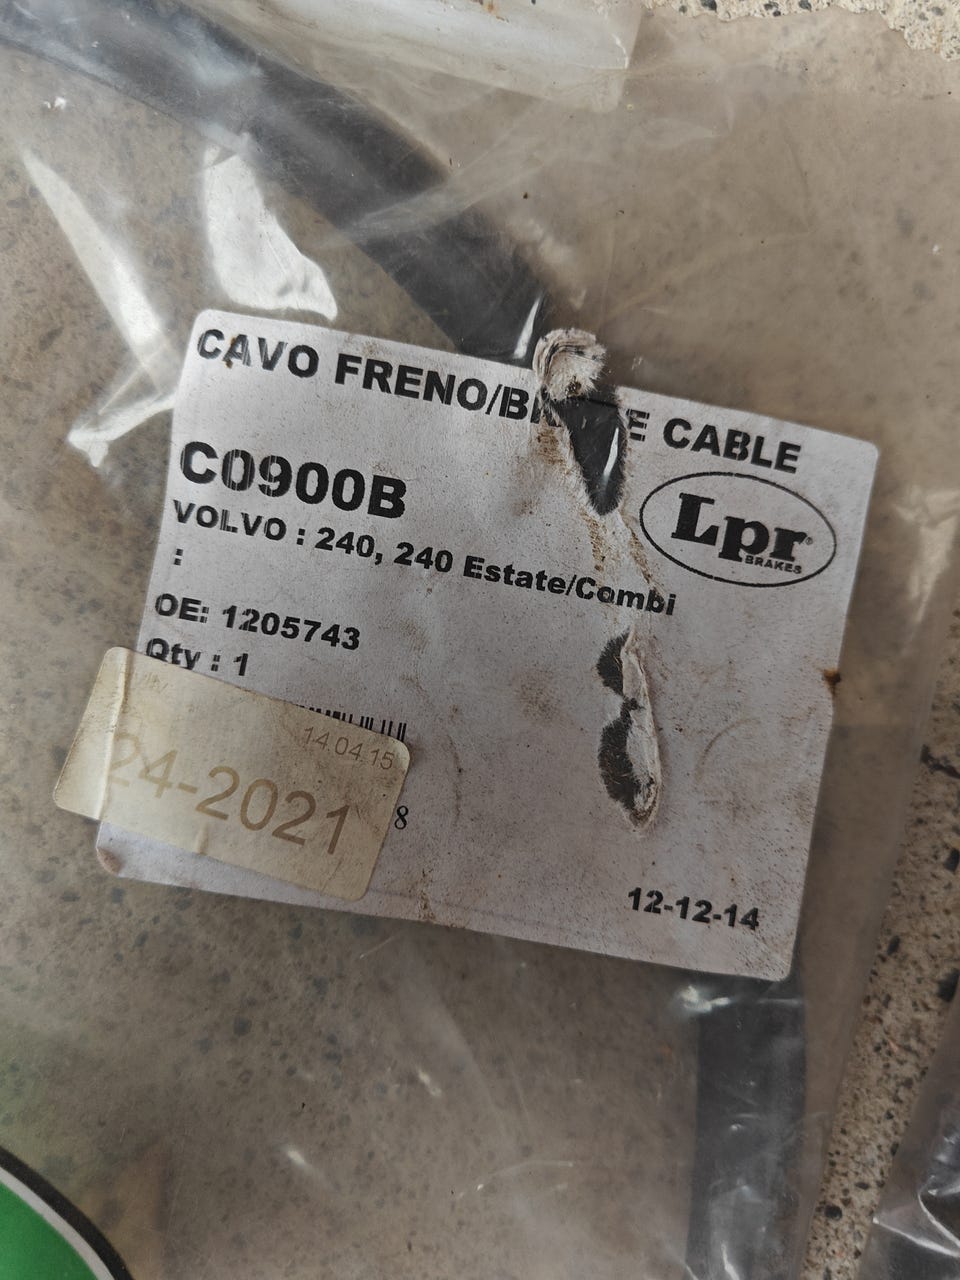 CAVO FRENO/B E CABLE
C0900B
Lpr
BRAKES
VOLVO : 240, 240 Estate/Combi
:
OE: 1205743
Qty : 1
14.04.15
24-2021
8
12-12-14